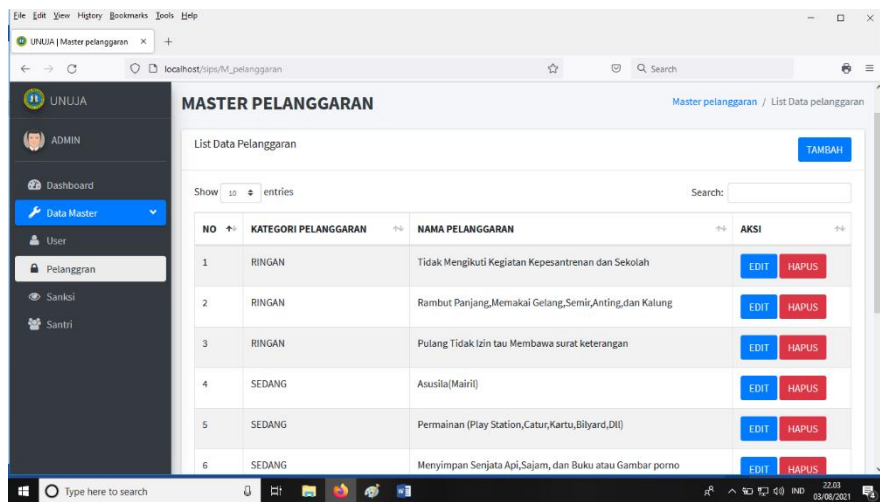 File Edit View History Bookmarks Tools Help
UNUJA | Master pelanggaran × +
localhost/sips/M_pelanggaran Search
UNUJA
MASTER PELANGGARAN
Master pelanggaran / List Data pelanggaran
ADMIN
List Data Pelanggaran
TAMBAH
Dashboard
Show 10 entries Search:
Data Master
NO KATEGORI PELANGGARAN NAMA PELANGGARAN AKSI
User
1 RINGAN Tidak Mengikuti Kegiatan Kepesantrenan dan Sekolah EDIT HAPUS
Pelanggran
Sanksi
2 RINGAN Rambut Panjang,Memakai Gelang,Semir,Anting,dan Kalung EDIT HAPUS
Santri
3 RINGAN Pulang Tidak Izin tau Membawa surat keterangan EDIT HAPUS
4 SEDANG Asusila(Mairil) EDIT HAPUS
5 SEDANG Permainan (Play Station,Catur,Kartu,Bilyard,Dll) EDIT HAPUS
6 SEDANG Menyimpan Senjata Api,Sajam, dan Buku atau Gambar porno EDIT HAPUS
Type here to search
IND
22.03
03/08/2021